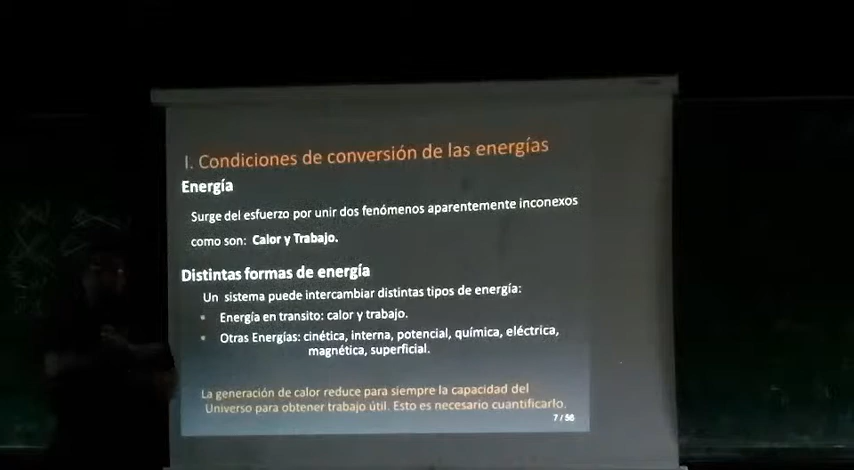 I. Condiciones de conversión de las energías
Energía
Surge del esfuerzo por unir dos fenómenos aparentemente inconexos
como son: Calor y Trabajo.
Distintas formas de energía
Un sistema puede intercambiar distintas tipos de energía:
• Energía en transito: calor y trabajo.
• Otras Energías: cinética, interna, potencial, química, eléctrica,
magnética, superficial.
La generación de calor reduce para siempre la capacidad del
Universo para obtener trabajo útil. Esto es necesario cuantificarlo.
7 / 56